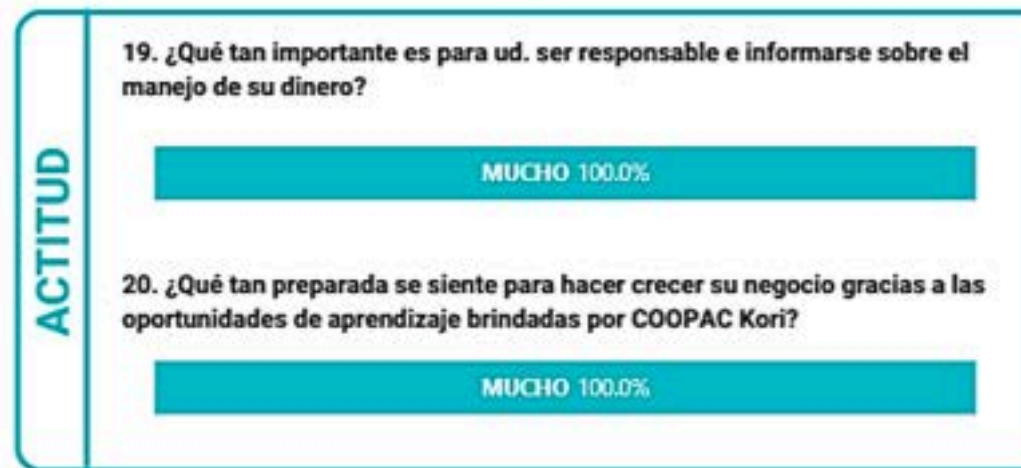 ACTITUD
19. ¿Qué tan importante es para ud. ser responsable e informarse sobre el
manejo de su dinero?
MUCHO 100.0%
20. ¿Qué tan preparada se siente para hacer crecer su negocio gracias a las
oportunidades de aprendizaje brindadas por COOPAC Kori?
MUCHO 100.0%